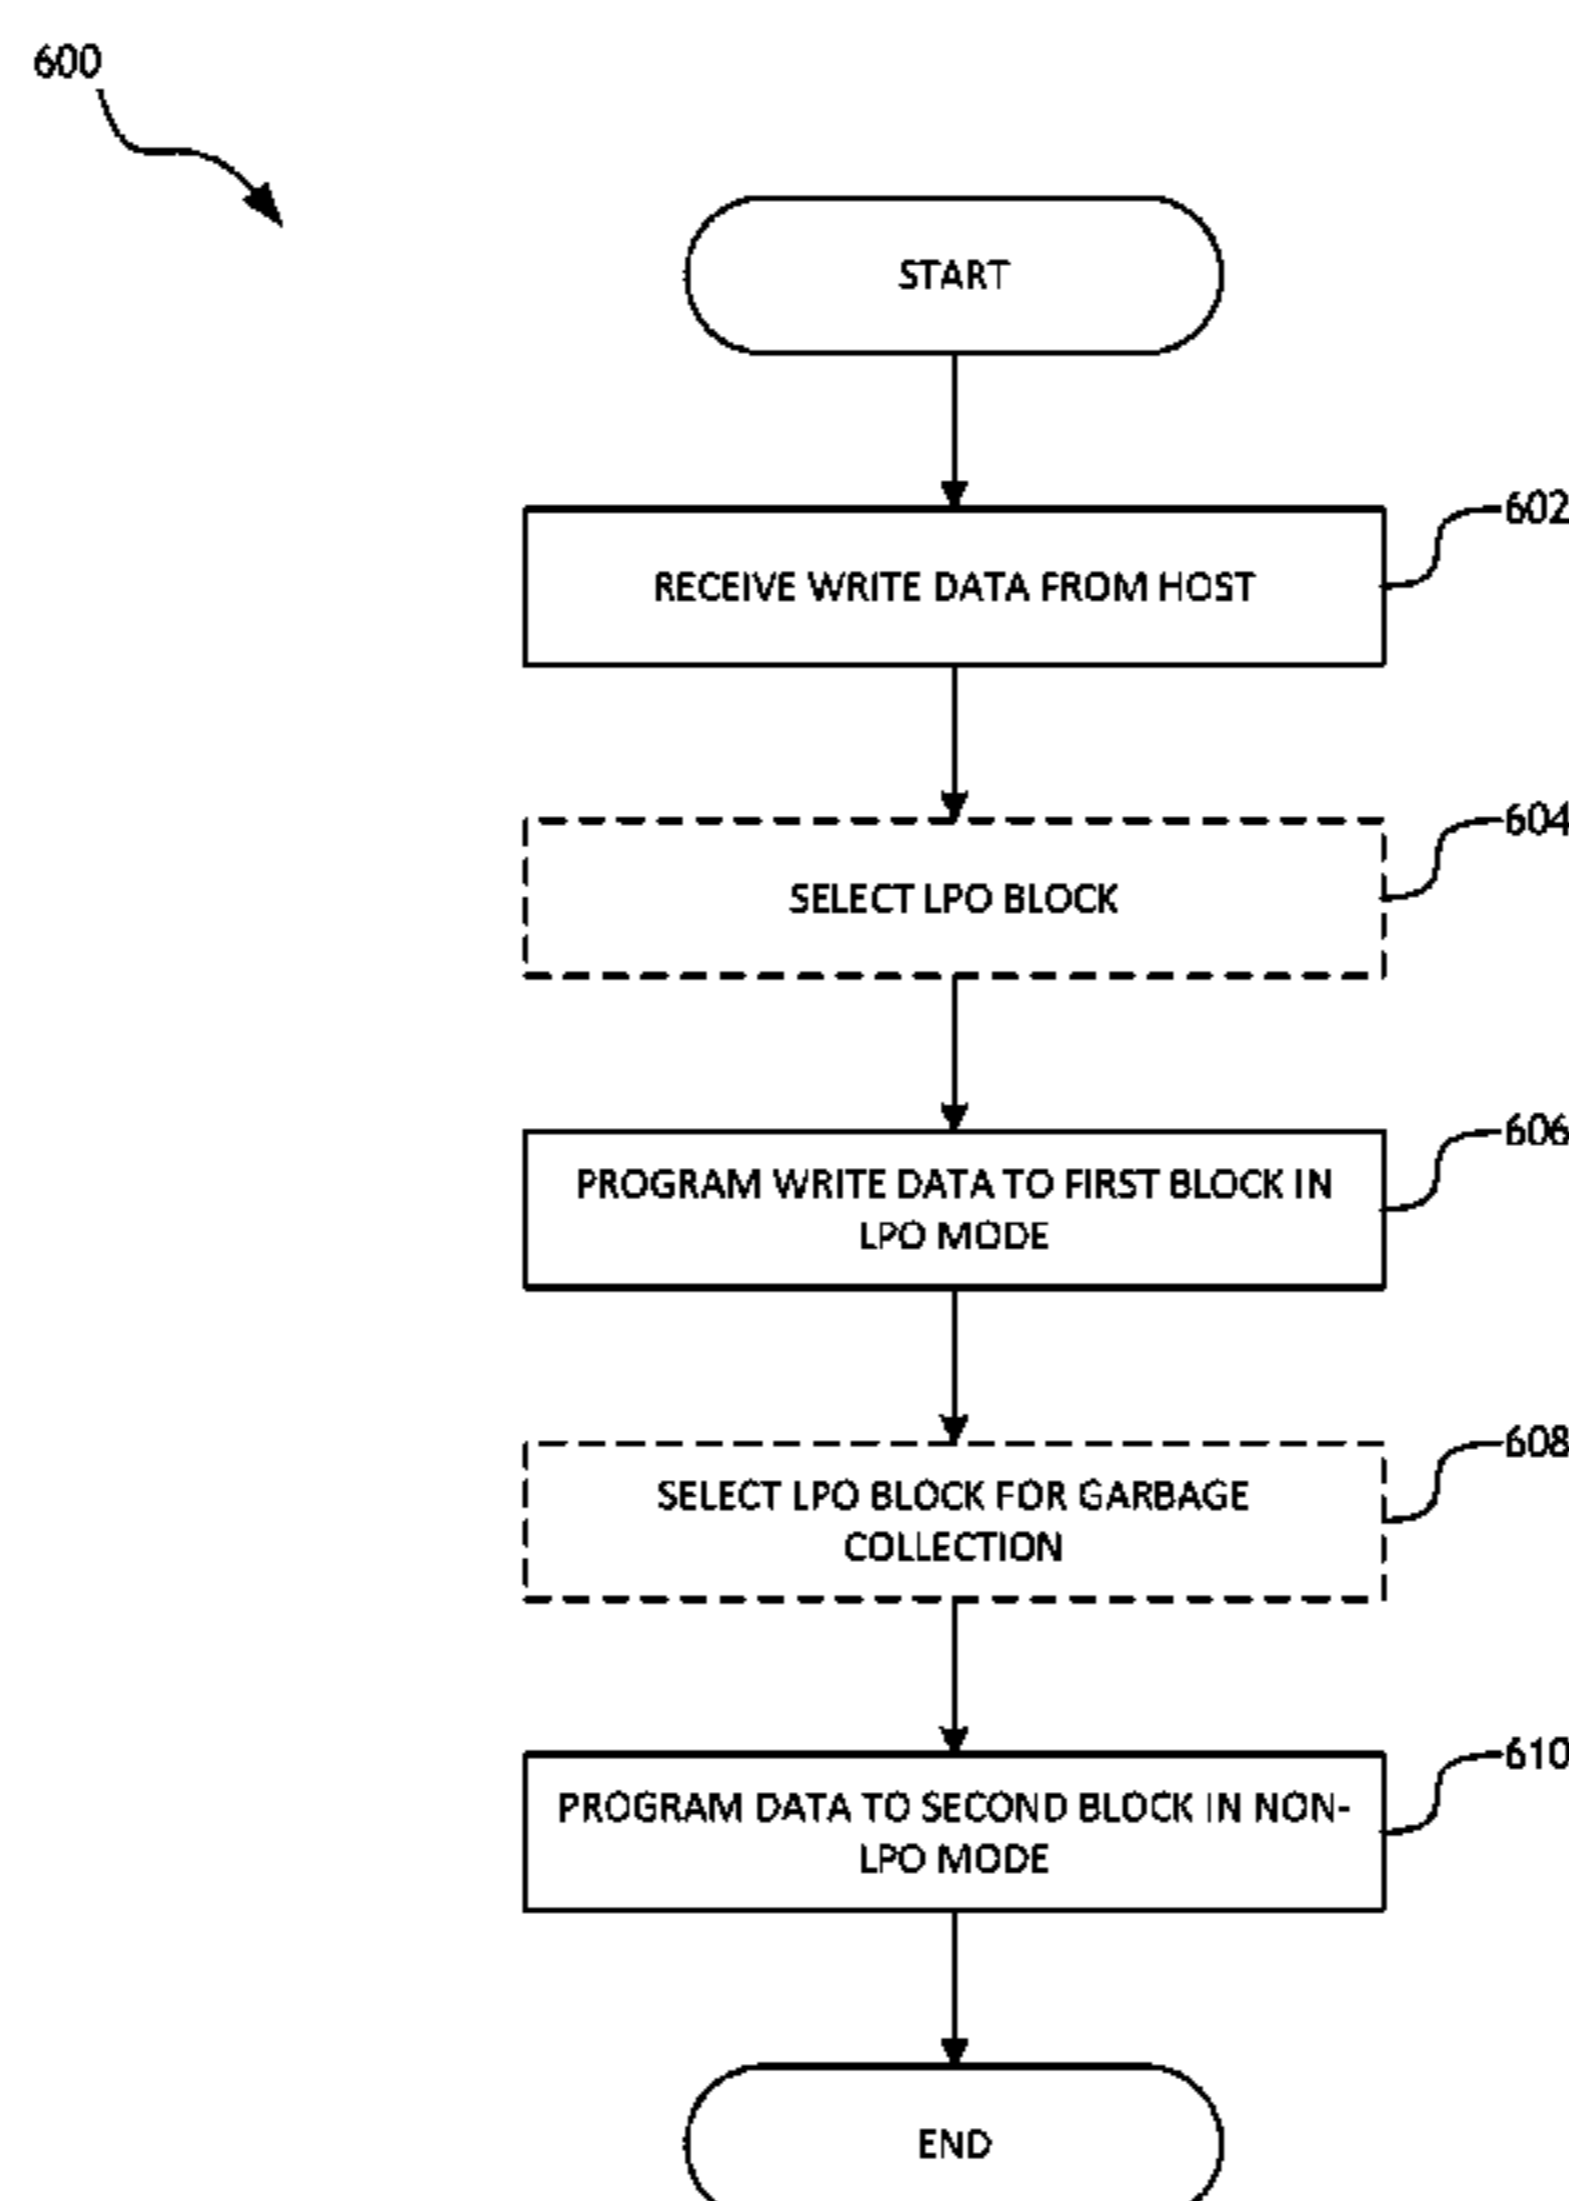 600
START
RECEIVE WRITE DATA FROM HOST
602
SELECT LPO BLOCK
604
PROGRAM WRITE DATA TO FIRST BLOCK IN
LPO MODE
606
SELECT LPO BLOCK FOR GARBAGE
COLLECTION
608
PROGRAM DATA TO SECOND BLOCK IN NON-
LPO MODE
610
END